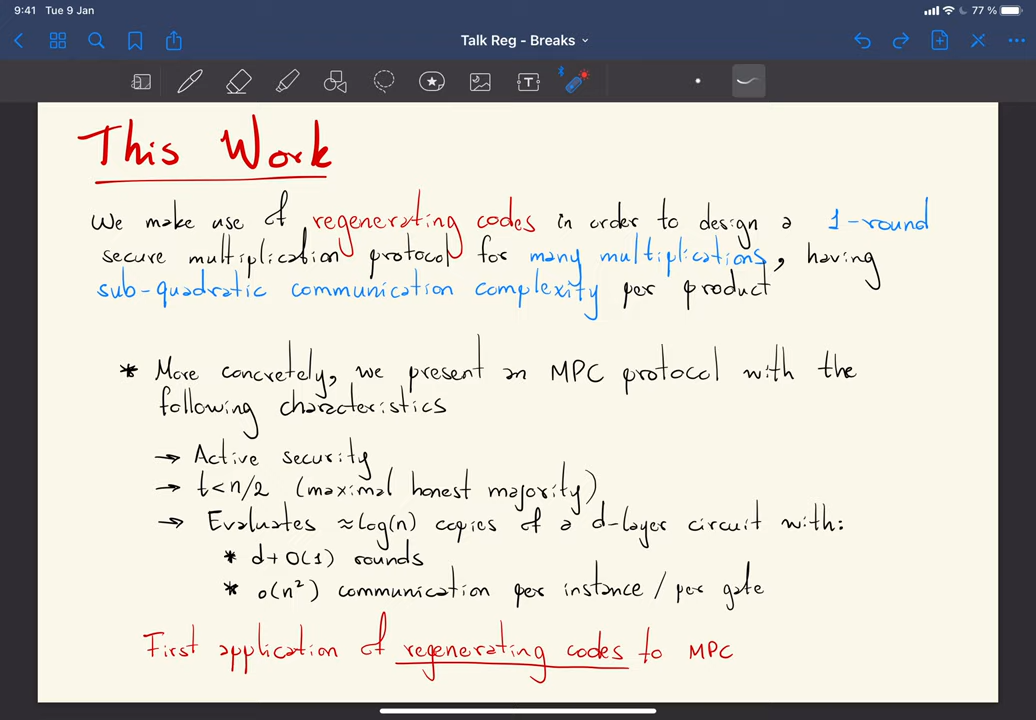 9:41 Tue 9 Jan
77 %
Talk Reg - Breaks
T
This Work
We make use of regenerating codes in order to design a 1-round
secure multiplication protocol for many multiplications, having
sub-quadratic communication complexity per product
* More concretely, we present an MPC protocol with the
following characteristics
→ Active security
→ t<n/2 (maximal honest majority)
→ Evaluates ≈log(n) copies of a d-layer circuit with:
* d+O(1) rounds
* o(n²) communication per instance / per gate
First application of regenerating codes to MPC